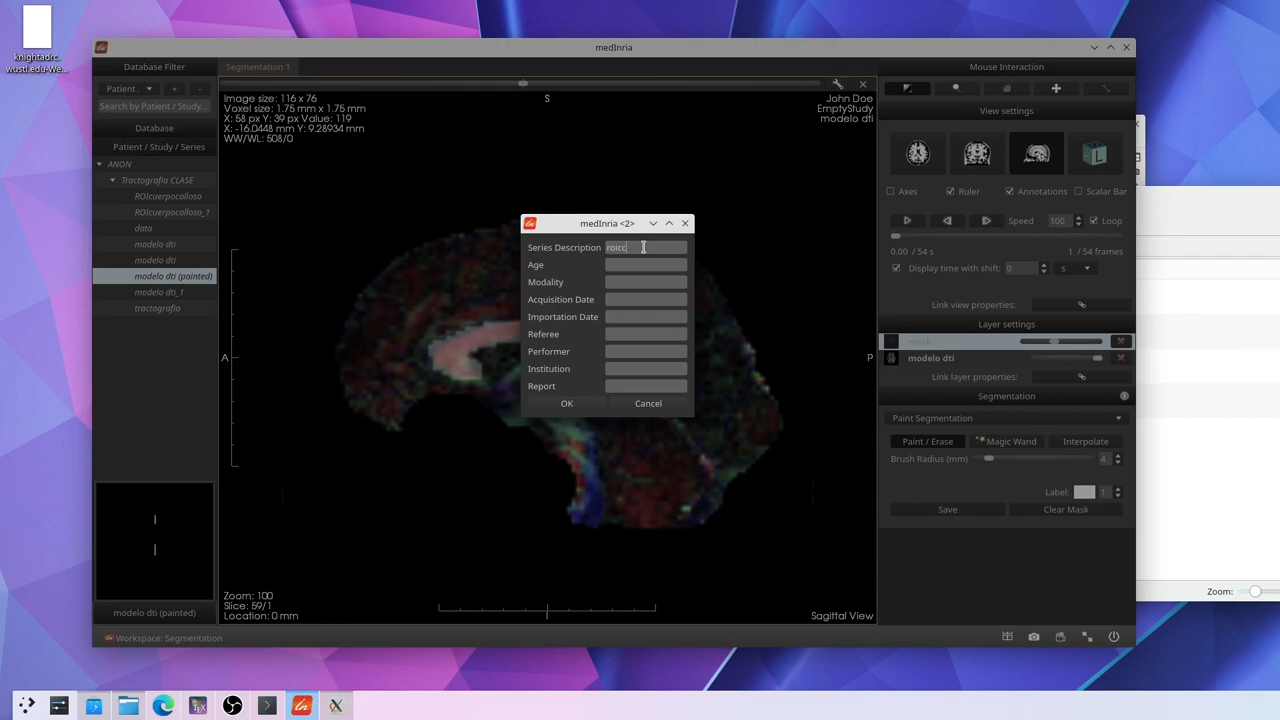 knightadrc.
wustl.edu-We...
medInria
Database Filter
Segmentation 1
Mouse Interaction
Patient .
+
-
Search by Patient / Study...
Database
Patient / Study / Series
ANON
Tractografia CLASE
ROIcuerpocalloso
ROIcuerpocalloso_1
data
modelo dti
modelo dti
modelo dti (painted)
modelo dti_1
tractografia
modelo dti (painted)
Image size: 116 x 76
Voxel size: 1.75 mm x 1.75 mm
X: 58 px Y: 39 px Value: 119
X: -16.0448 mm Y: 9.28934 mm
WW/WL: 508/0
S
John Doe
EmptyStudy
modelo dti
A
P
medInria <2>
Series Description roicc
Age
Modality
Acquisition Date
Importation Date
Referee
Performer
Institution
Report
OK Cancel
Zoom: 100
Slice: 59/1
Location: 0 mm
Sagittal View
View settings
L
Axes Ruler Annotations Scalar Bar
Speed 100 Loop
0.00 / 54 s 1 / 54 frames
Display time with shift: 0 s
Link view properties:
Layer settings
mask
modelo dti
Link layer properties:
Segmentation
Paint Segmentation
Paint / Erase Magic Wand Interpolate
Brush Radius (mm) 4
Label: 1
Save Clear Mask
Workspace: Segmentation
Zoom: